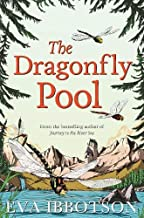 The
Dragonfly
Pool
From the bestselling author of
Journey to the River Sea
EVA IBBOTSON